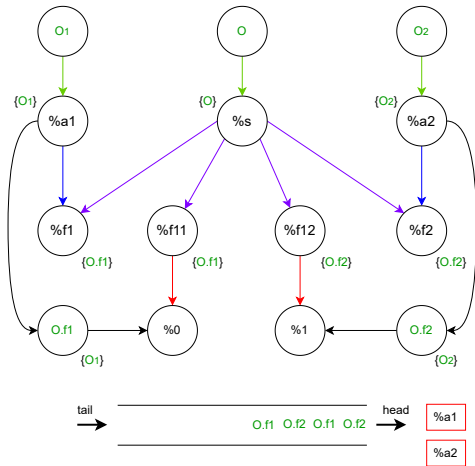 O1 O O2
{O1} %a1 {O} %s {O2} %a2
%f1 %f11 %f12 %f2
{O.f1} {O.f1} {O.f2} {O.f2}
O.f1 %0 %1 O.f2
{O1} {O2}
tail head
O.f1 O.f2 O.f1 O.f2
%a1
%a2